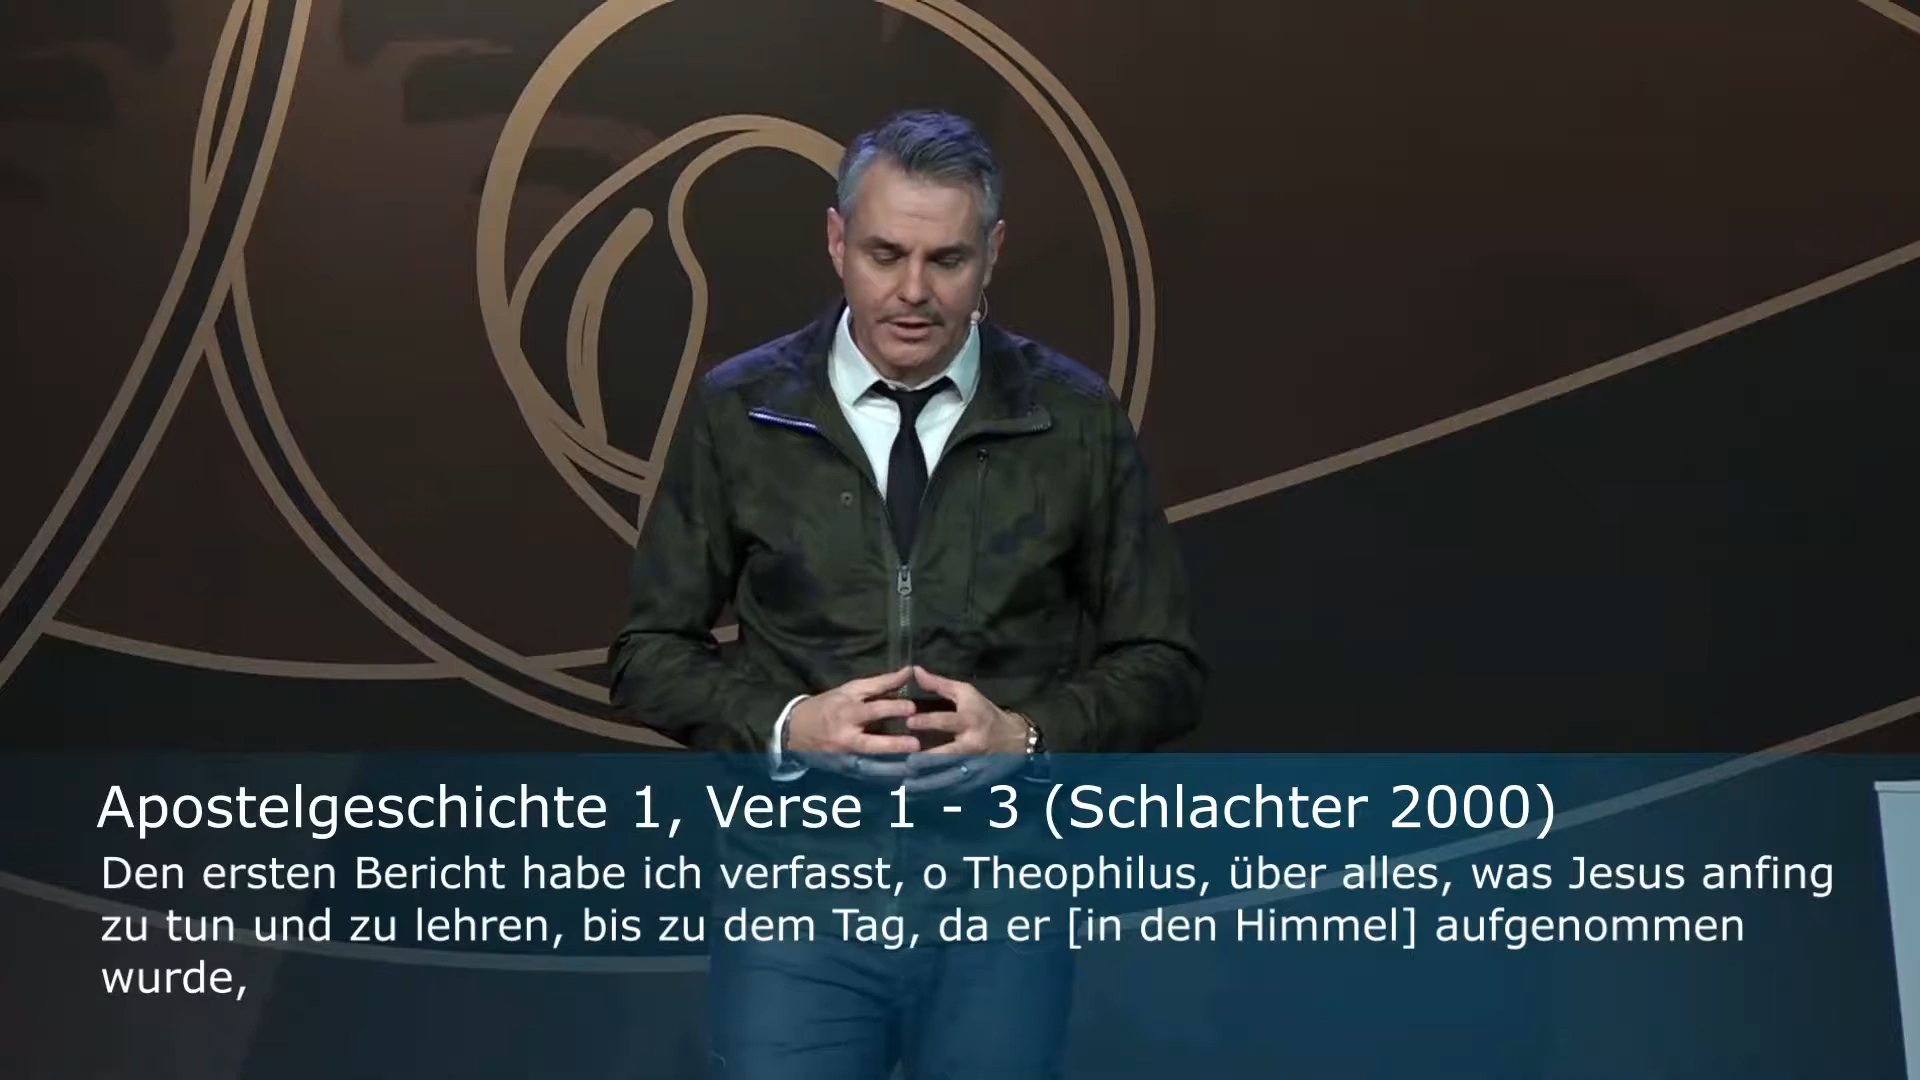 Apostelgeschichte 1, Verse 1 - 3 (Schlachter 2000)
Den ersten Bericht habe ich verfasst, o Theophilus, über alles, was Jesus anfing
zu tun und zu lehren, bis zu dem Tag, da er [in den Himmel] aufgenommen
wurde,